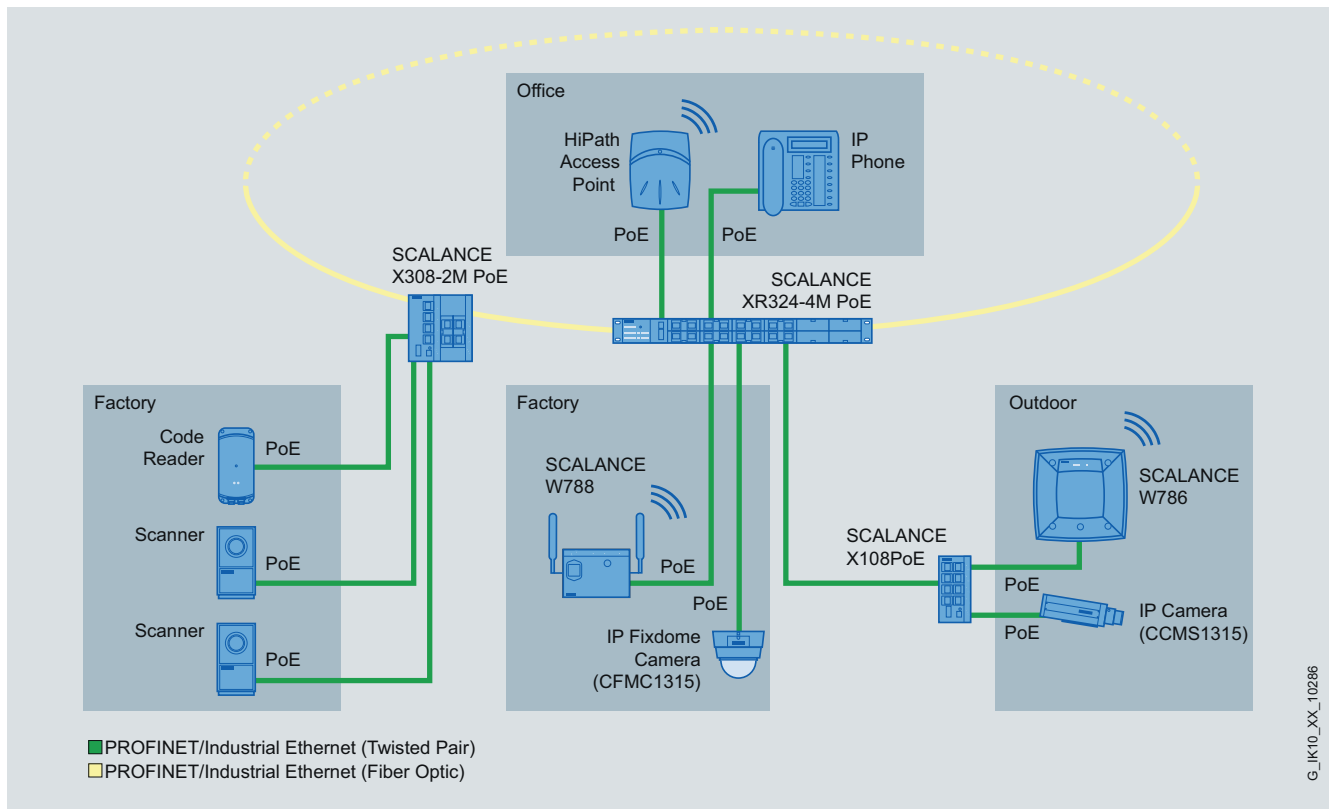 Office
HiPath
Access
Point
IP
Phone
PoE
PoE
SCALANCE
X308-2M PoE
SCALANCE
XR324-4M PoE
Factory
Code
Reader
PoE
Scanner
PoE
Scanner
PoE
Factory
SCALANCE
W788
PoE
PoE
IP Fixdome
Camera
(CFMC1315)
Outdoor
SCALANCE
W786
SCALANCE
X108PoE
PoE
PoE
IP Camera
(CCMS1315)
PROFINET/Industrial Ethernet (Twisted Pair)
PROFINET/Industrial Ethernet (Fiber Optic)
G_IK10_XX_10286